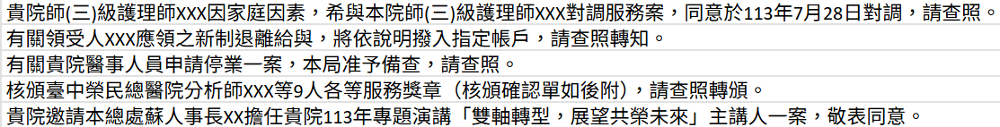 貴院師(三)級護理師XXX因家庭因素，希與本院師(三)級護理師XXX對調服務案，同意於113年7月28日對調，請查照。
有關領受人XXX應領之新制退離給與，將依說明撥入指定帳戶，請查照轉知。
有關貴院醫事人員申請停業一案，本局准予備查，請查照。
核頒臺中榮民總醫院分析師XXX等9人各等服務獎章（核頒確認單如後附），請查照轉頒。
貴院邀請本總處蘇人事長XX擔任貴院113年專題演講「雙軸轉型，展望共榮未來」主講人一案，敬表同意。